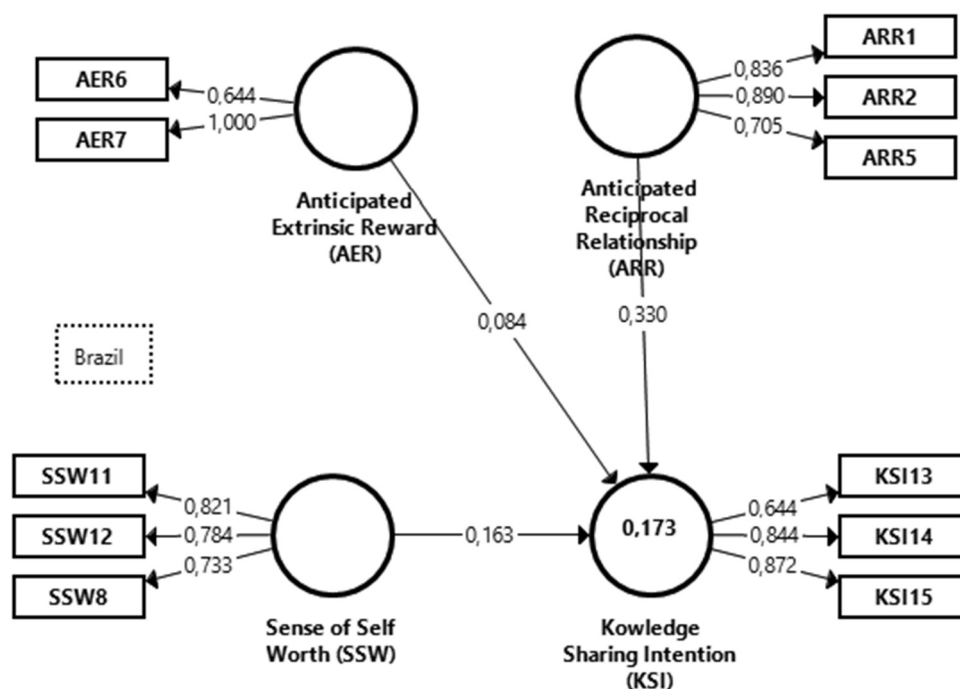 AER6
AER7
0,644
1,000
Anticipated
Extrinsic Reward
(AER)
ARR1
ARR2
ARR5
0,836
0,890
0,705
Anticipated
Reciprocal
Relationship
(ARR)
0,084
0,330
Brazil
SSW11
SSW12
SSW8
0,821
0,784
0,733
Sense of Self
Worth (SSW)
0,163
0,173
Kowledge
Sharing Intention
(KSI)
0,644
0,844
0,872
KSI13
KSI14
KSI15